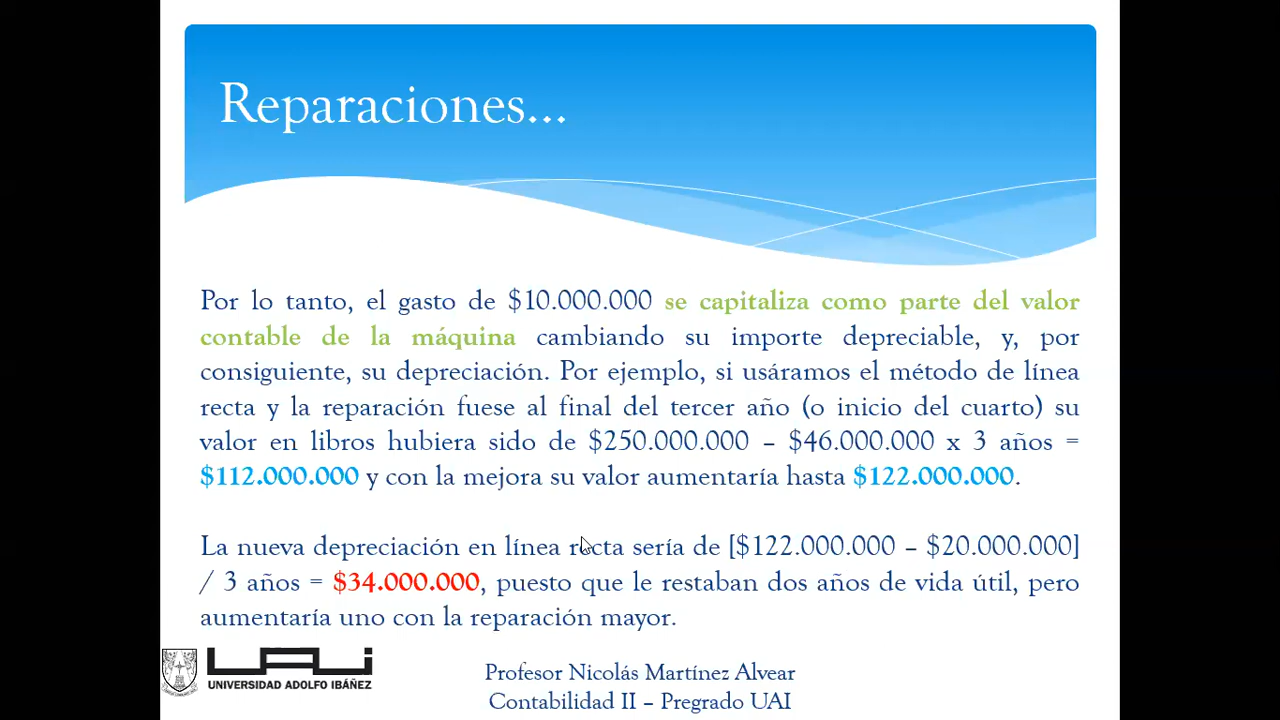 Reparaciones...
Por lo tanto, el gasto de $10.000.000 se capitaliza como parte del valor
contable de la máquina cambiando su importe depreciable, y, por
consiguiente, su depreciación. Por ejemplo, si usáramos el método de línea
recta y la reparación fuese al final del tercer año (o inicio del cuarto) su
valor en libros hubiera sido de $250.000.000 – $46.000.000 x 3 años =
$112.000.000 y con la mejora su valor aumentaría hasta $122.000.000.
La nueva depreciación en línea recta sería de [$122.000.000 – $20.000.000]
/ 3 años = $34.000.000, puesto que le restaban dos años de vida útil, pero
aumentaría uno con la reparación mayor.
UAI
UNIVERSIDAD ADOLFO IBÁÑEZ
Profesor Nicolás Martínez Alvear
Contabilidad II – Pregrado UAI